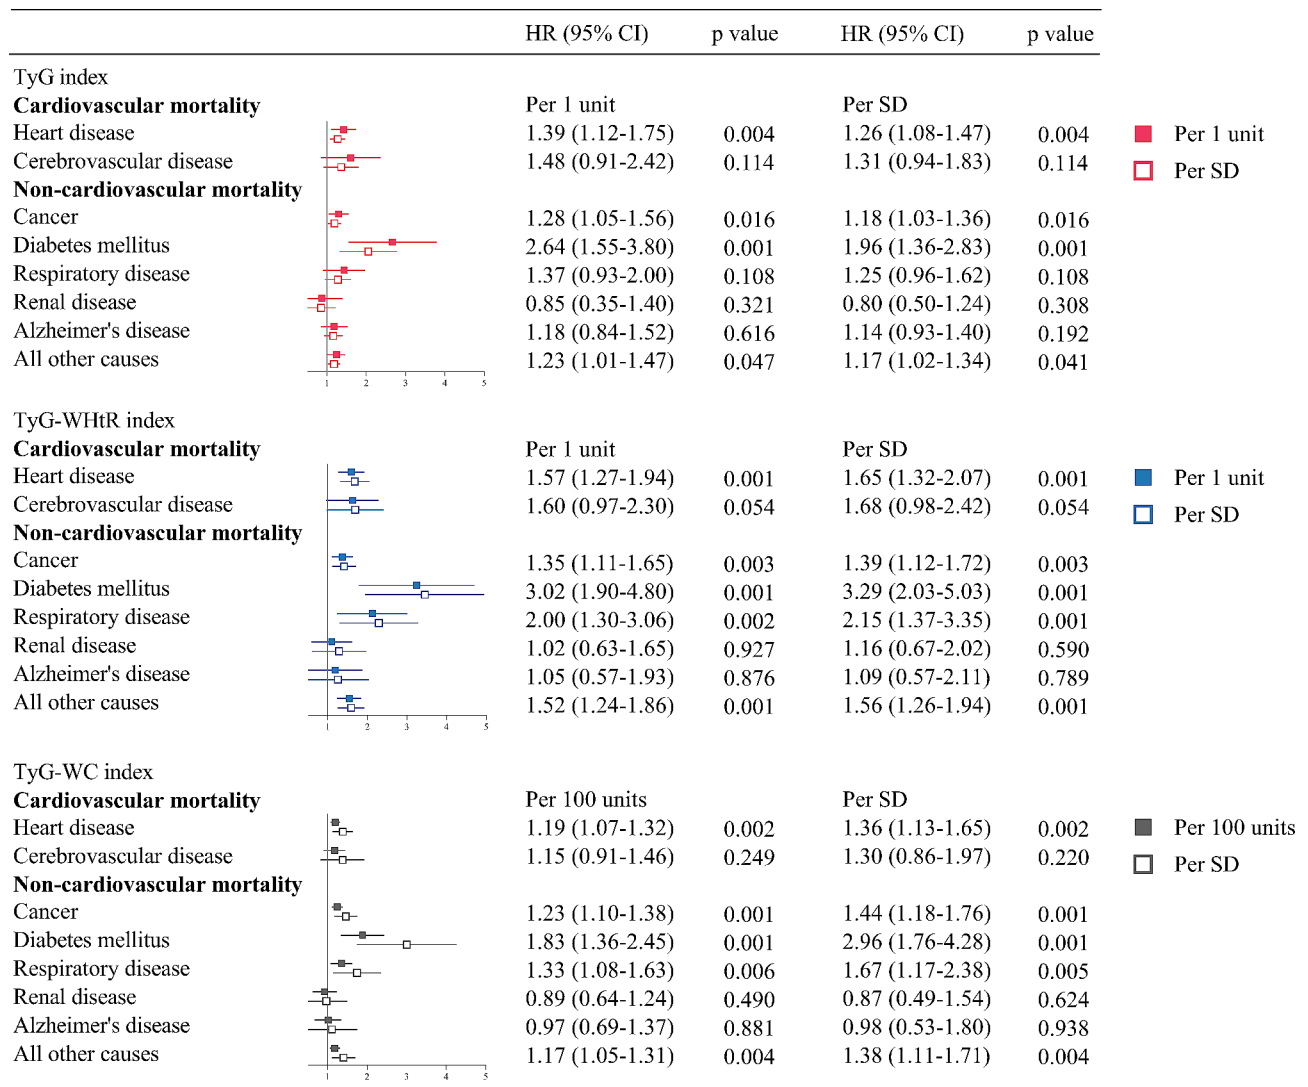 HR (95% CI) p value HR (95% CI) p value
TyG index
Cardiovascular mortality Per 1 unit Per SD
Heart disease 1.39 (1.12-1.75) 0.004 1.26 (1.08-1.47) 0.004 Per 1 unit
Cerebrovascular disease 1.48 (0.91-2.42) 0.114 1.31 (0.94-1.83) 0.114 Per SD
Non-cardiovascular mortality
Cancer 1.28 (1.05-1.56) 0.016 1.18 (1.03-1.36) 0.016
Diabetes mellitus 2.64 (1.55-3.80) 0.001 1.96 (1.36-2.83) 0.001
Respiratory disease 1.37 (0.93-2.00) 0.108 1.25 (0.96-1.62) 0.108
Renal disease 0.85 (0.35-1.40) 0.321 0.80 (0.50-1.24) 0.308
Alzheimer's disease 1.18 (0.84-1.52) 0.616 1.14 (0.93-1.40) 0.192
All other causes 1.23 (1.01-1.47) 0.047 1.17 (1.02-1.34) 0.041
1 2 3 4 5
TyG-WHtR index
Cardiovascular mortality Per 1 unit Per SD
Heart disease 1.57 (1.27-1.94) 0.001 1.65 (1.32-2.07) 0.001 Per 1 unit
Cerebrovascular disease 1.60 (0.97-2.30) 0.054 1.68 (0.98-2.42) 0.054 Per SD
Non-cardiovascular mortality
Cancer 1.35 (1.11-1.65) 0.003 1.39 (1.12-1.72) 0.003
Diabetes mellitus 3.02 (1.90-4.80) 0.001 3.29 (2.03-5.03) 0.001
Respiratory disease 2.00 (1.30-3.06) 0.002 2.15 (1.37-3.35) 0.001
Renal disease 1.02 (0.63-1.65) 0.927 1.16 (0.67-2.02) 0.590
Alzheimer's disease 1.05 (0.57-1.93) 0.876 1.09 (0.57-2.11) 0.789
All other causes 1.52 (1.24-1.86) 0.001 1.56 (1.26-1.94) 0.001
1 2 3 4 5
TyG-WC index
Cardiovascular mortality Per 100 units Per SD
Heart disease 1.19 (1.07-1.32) 0.002 1.36 (1.13-1.65) 0.002 Per 100 units
Cerebrovascular disease 1.15 (0.91-1.46) 0.249 1.30 (0.86-1.97) 0.220 Per SD
Non-cardiovascular mortality
Cancer 1.23 (1.10-1.38) 0.001 1.44 (1.18-1.76) 0.001
Diabetes mellitus 1.83 (1.36-2.45) 0.001 2.96 (1.76-4.28) 0.001
Respiratory disease 1.33 (1.08-1.63) 0.006 1.67 (1.17-2.38) 0.005
Renal disease 0.89 (0.64-1.24) 0.490 0.87 (0.49-1.54) 0.624
Alzheimer's disease 0.97 (0.69-1.37) 0.881 0.98 (0.53-1.80) 0.938
All other causes 1.17 (1.05-1.31) 0.004 1.38 (1.11-1.71) 0.004
1 2 3 4 5